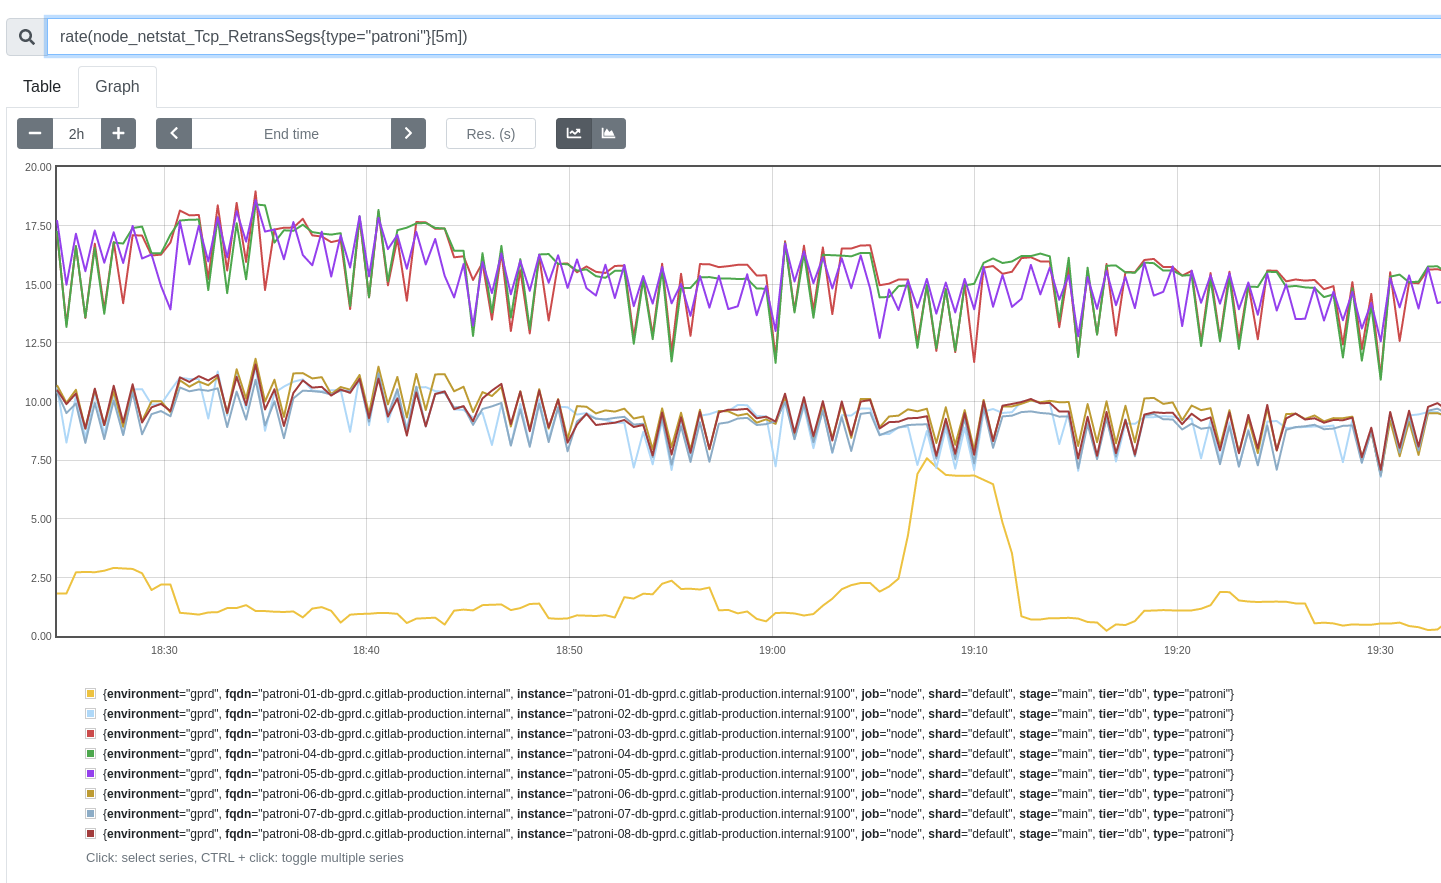 rate(node_netstat_Tcp_RetransSegs{type="patroni"}[5m])
Table Graph
2h End time Res. (s)
20.00
17.50
15.00
12.50
10.00
7.50
5.00
2.50
0.00
18:30 18:40 18:50 19:00 19:10 19:20 19:30
{environment="gprd", fqdn="patroni-01-db-gprd.c.gitlab-production.internal", instance="patroni-01-db-gprd.c.gitlab-production.internal:9100", job="node", shard="default", stage="main", tier="db", type="patroni"}
{environment="gprd", fqdn="patroni-02-db-gprd.c.gitlab-production.internal", instance="patroni-02-db-gprd.c.gitlab-production.internal:9100", job="node", shard="default", stage="main", tier="db", type="patroni"}
{environment="gprd", fqdn="patroni-03-db-gprd.c.gitlab-production.internal", instance="patroni-03-db-gprd.c.gitlab-production.internal:9100", job="node", shard="default", stage="main", tier="db", type="patroni"}
{environment="gprd", fqdn="patroni-04-db-gprd.c.gitlab-production.internal", instance="patroni-04-db-gprd.c.gitlab-production.internal:9100", job="node", shard="default", stage="main", tier="db", type="patroni"}
{environment="gprd", fqdn="patroni-05-db-gprd.c.gitlab-production.internal", instance="patroni-05-db-gprd.c.gitlab-production.internal:9100", job="node", shard="default", stage="main", tier="db", type="patroni"}
{environment="gprd", fqdn="patroni-06-db-gprd.c.gitlab-production.internal", instance="patroni-06-db-gprd.c.gitlab-production.internal:9100", job="node", shard="default", stage="main", tier="db", type="patroni"}
{environment="gprd", fqdn="patroni-07-db-gprd.c.gitlab-production.internal", instance="patroni-07-db-gprd.c.gitlab-production.internal:9100", job="node", shard="default", stage="main", tier="db", type="patroni"}
{environment="gprd", fqdn="patroni-08-db-gprd.c.gitlab-production.internal", instance="patroni-08-db-gprd.c.gitlab-production.internal:9100", job="node", shard="default", stage="main", tier="db", type="patroni"}
Click: select series, CTRL + click: toggle multiple series